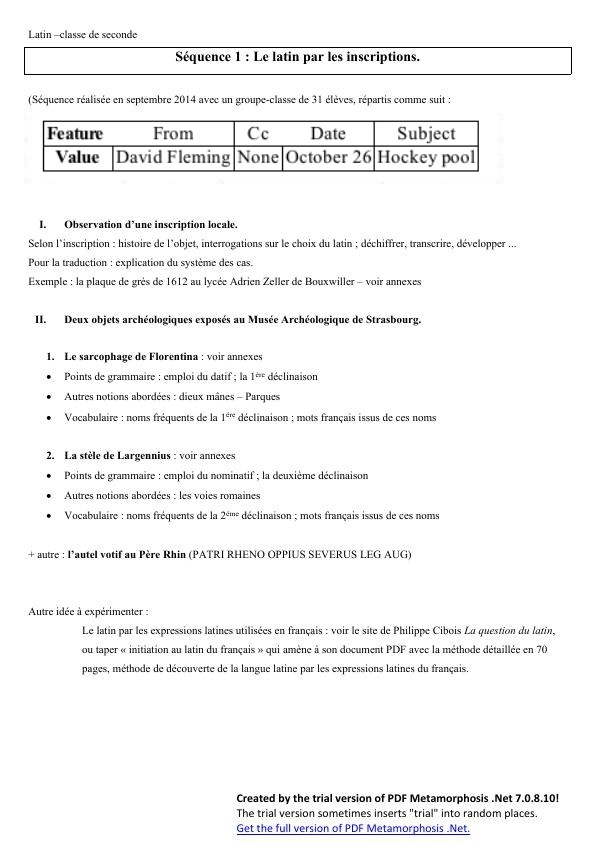 Latin –classe de seconde
Séquence 1 : Le latin par les inscriptions.
(Séquence réalisée en septembre 2014 avec un groupe-classe de 31 élèves, répartis comme suit :
Feature From Cc Date Subject
Value David Fleming None October 26 Hockey pool
I. Observation d’une inscription locale.
Selon l’inscription : histoire de l’objet, interrogations sur le choix du latin ; déchiffrer, transcrire, développer ...
Pour la traduction : explication du système des cas.
Exemple : la plaque de grès de 1612 au lycée Adrien Zeller de Bouxwiller – voir annexes
II. Deux objets archéologiques exposés au Musée Archéologique de Strasbourg.
1. Le sarcophage de Florentina : voir annexes
• Points de grammaire : emploi du datif ; la 1ère déclinaison
• Autres notions abordées : dieux mânes – Parques
• Vocabulaire : noms fréquents de la 1ère déclinaison ; mots français issus de ces noms
2. La stèle de Largennius : voir annexes
• Points de grammaire : emploi du nominatif ; la deuxième déclinaison
• Autres notions abordées : les voies romaines
• Vocabulaire : noms fréquents de la 2ème déclinaison ; mots français issus de ces noms
+ autre : l’autel votif au Père Rhin (PATRI RHENO OPPIUS SEVERUS LEG AUG)
Autre idée à expérimenter :
Le latin par les expressions latines utilisées en français : voir le site de Philippe Cibois La question du latin,
ou taper « initiation au latin du français » qui amène à son document PDF avec la méthode détaillée en 70
pages, méthode de découverte de la langue latine par les expressions latines du français.
Created by the trial version of PDF Metamorphosis .Net 7.0.8.10!
The trial version sometimes inserts "trial" into random places.
Get the full version of PDF Metamorphosis .Net.